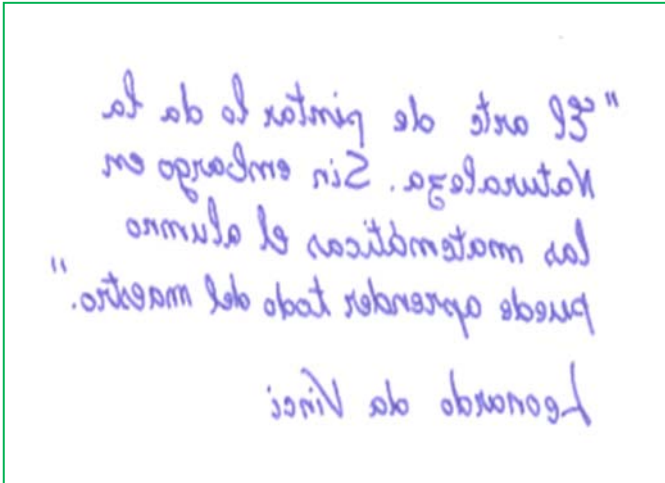 "El arte de pintar lo da la
Naturaleza. Sin embargo en
las matemáticas el alumno
puede aprender todo del maestro."
Leonardo da Vinci